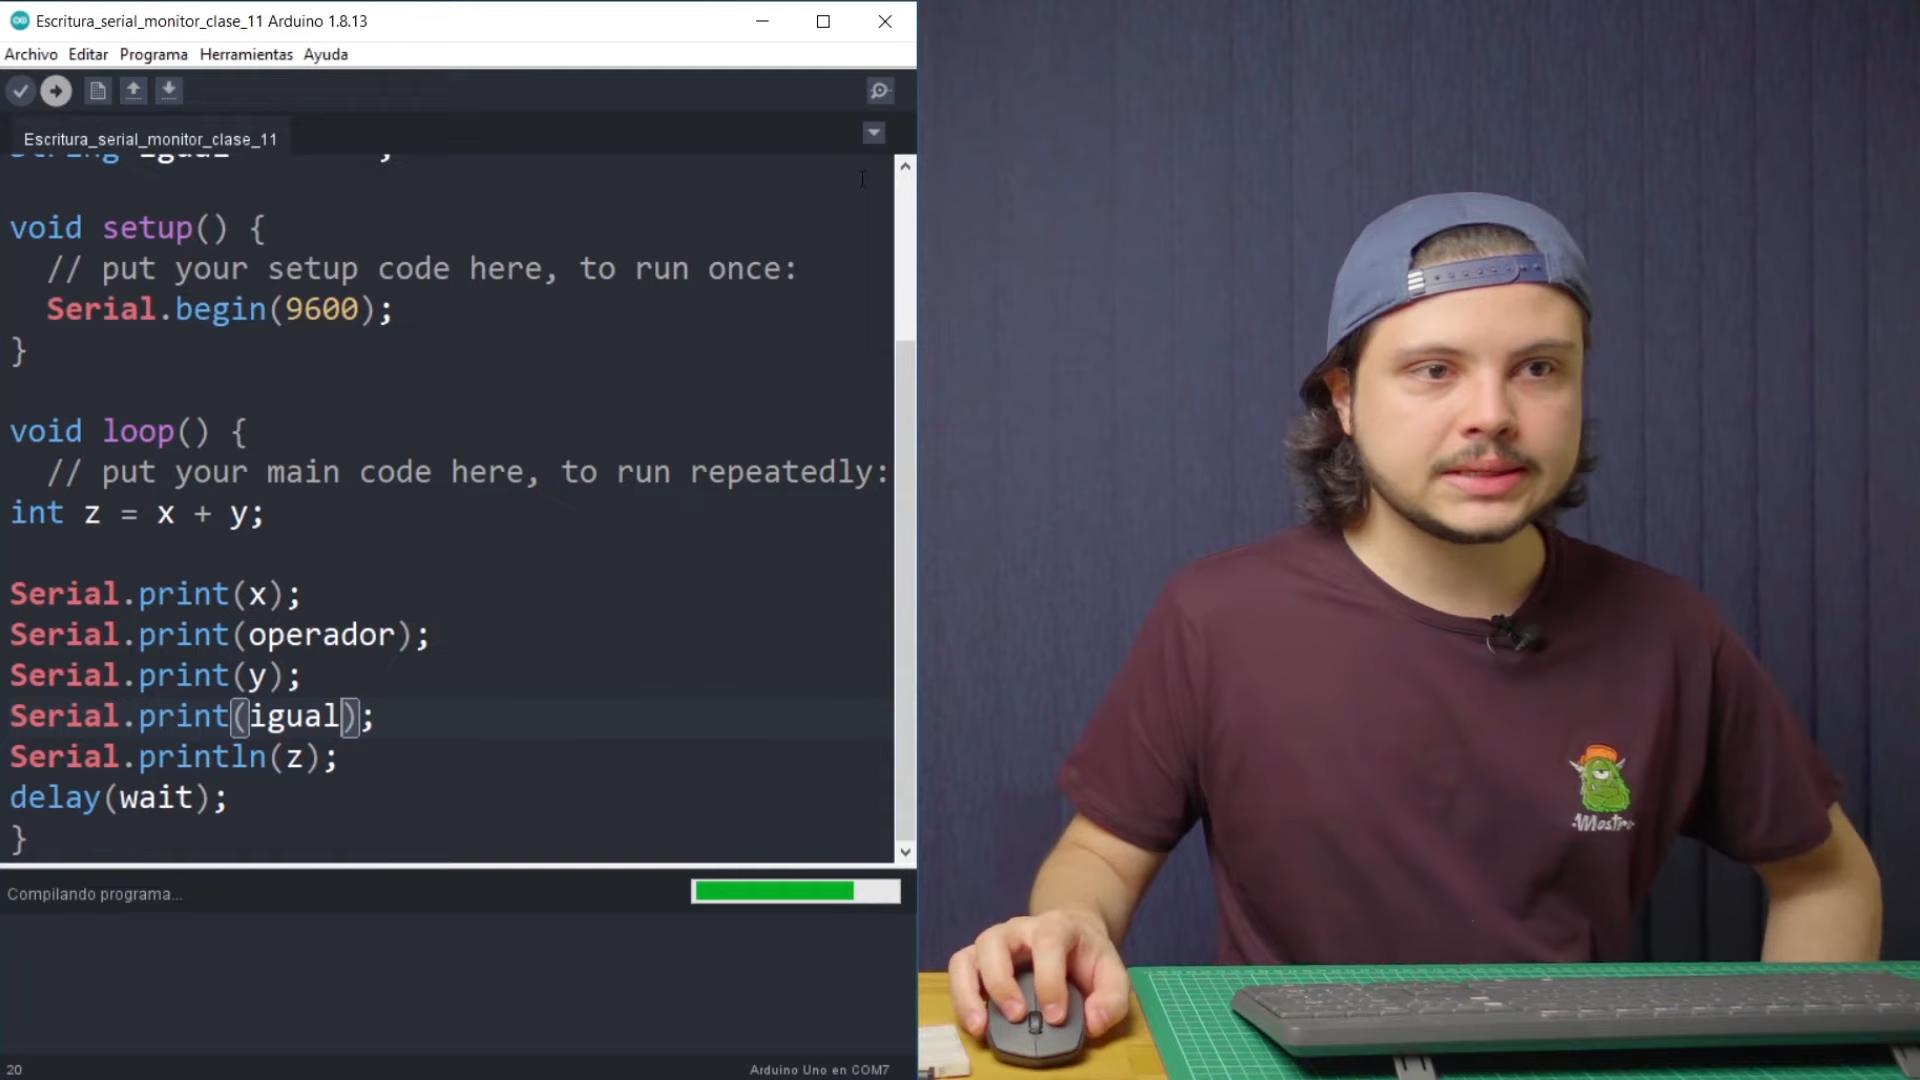 Escritura_serial_monitor_clase_11 Arduino 1.8.13
Archivo Editar Programa Herramientas Ayuda
Escritura_serial_monitor_clase_11
String igual ;
void setup() {
// put your setup code here, to run once:
Serial.begin(9600);
}
void loop() {
// put your main code here, to run repeatedly:
int z = x + y;
Serial.print(x);
Serial.print(operador);
Serial.print(y);
Serial.print(igual);
Serial.println(z);
delay(wait);
}
Compilando programa...
20
Arduino Uno en COM7